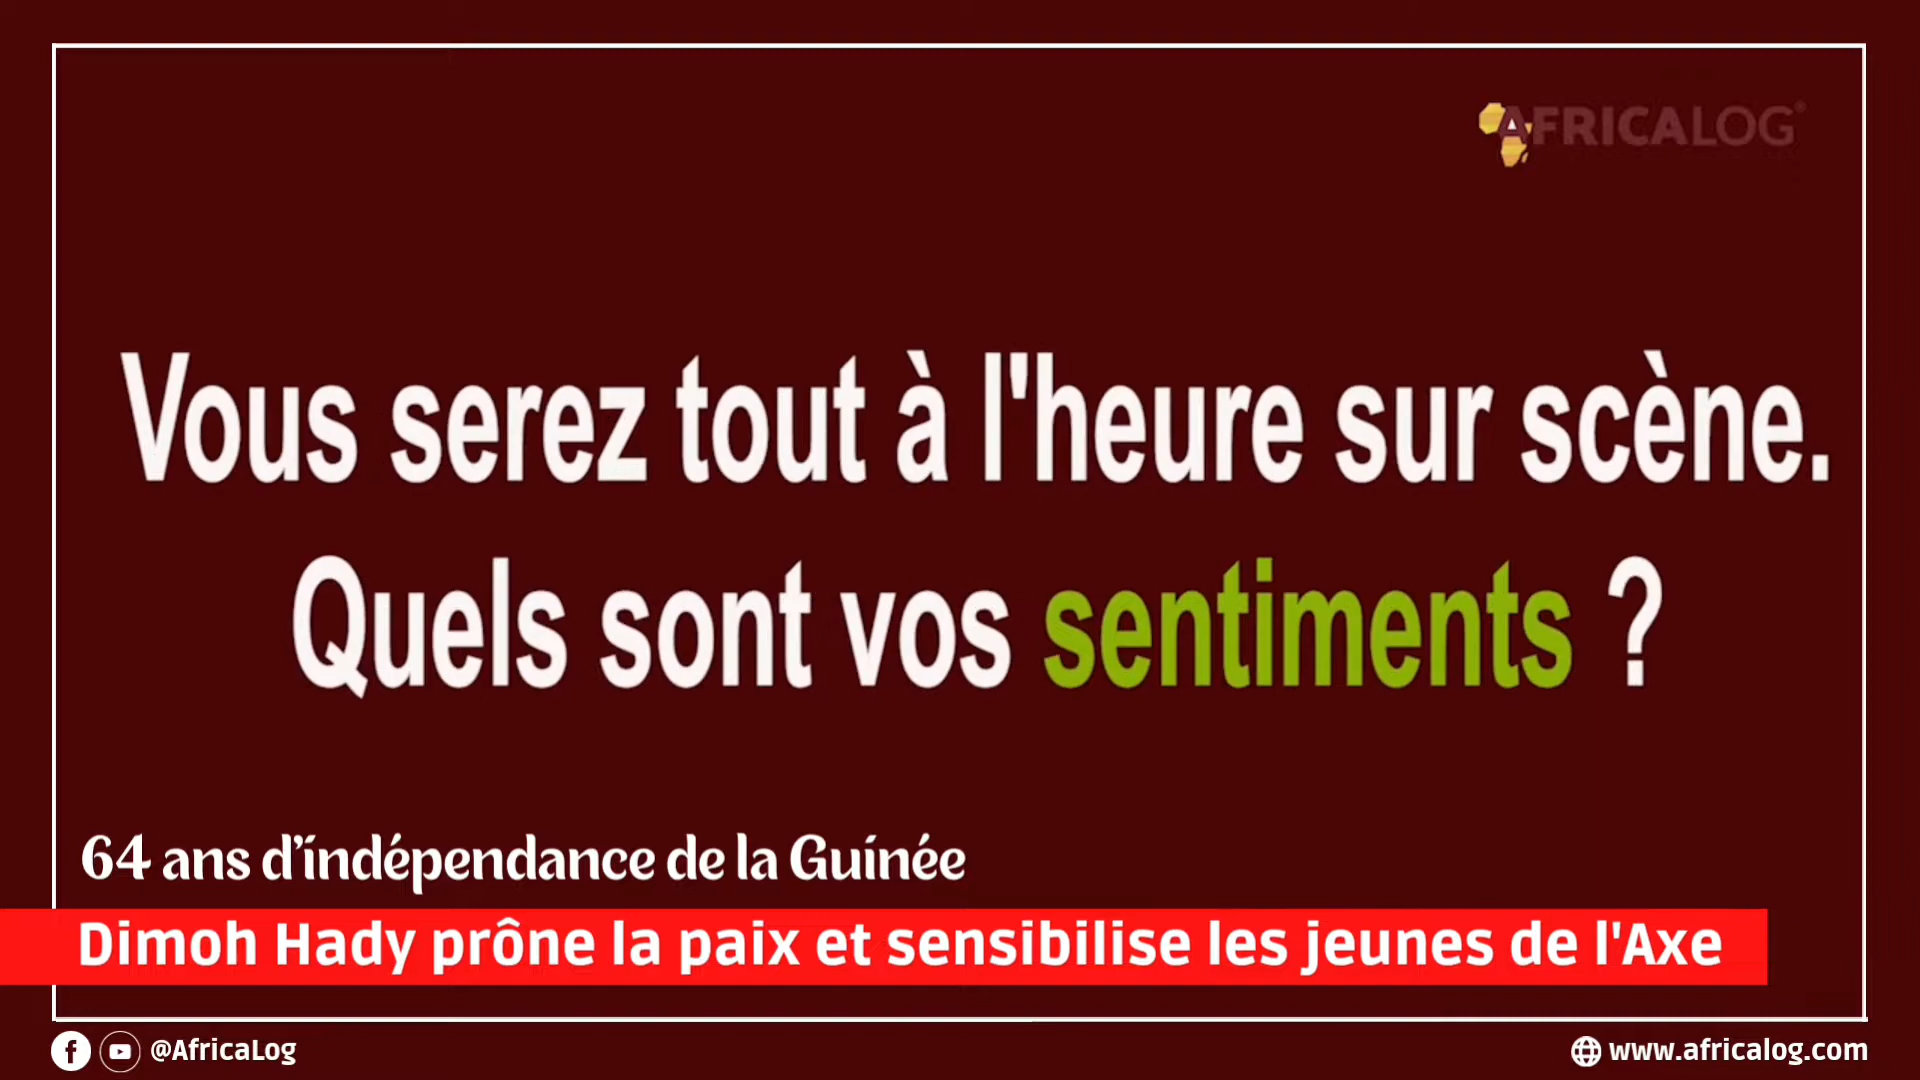 AFRICALOG®
Vous serez tout à l'heure sur scène.
Quels sont vos sentiments ?
64 ans d’indépendance de la Guinée
Dimoh Hady prône la paix et sensibilise les jeunes de l'Axe
@AfricaLog
www.africalog.com